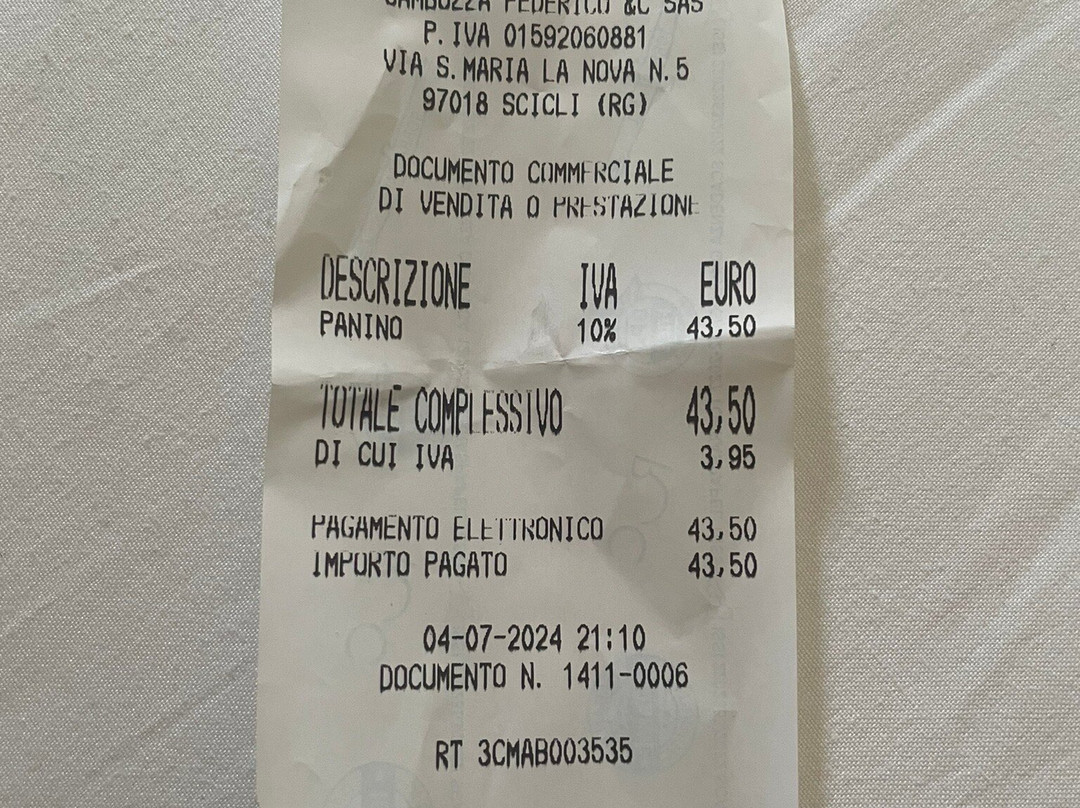 FEDERICO &C SAS
P. IVA 01592060881
VIA S. MARIA LA NOVA N. 5
97018 SCICLI (RG)
DOCUMENTO COMMERCIALE
DI VENDITA O PRESTAZIONE
DESCRIZIONE IVA EURO
PANINO 10% 43,50
TOTALE COMPLESSIVO 43,50
DI CUI IVA 3,95
PAGAMENTO ELETTRONICO 43,50
IMPORTO PAGATO 43,50
04-07-2024 21:10
DOCUMENTO N. 1411-0006
RT 3CMAB003535